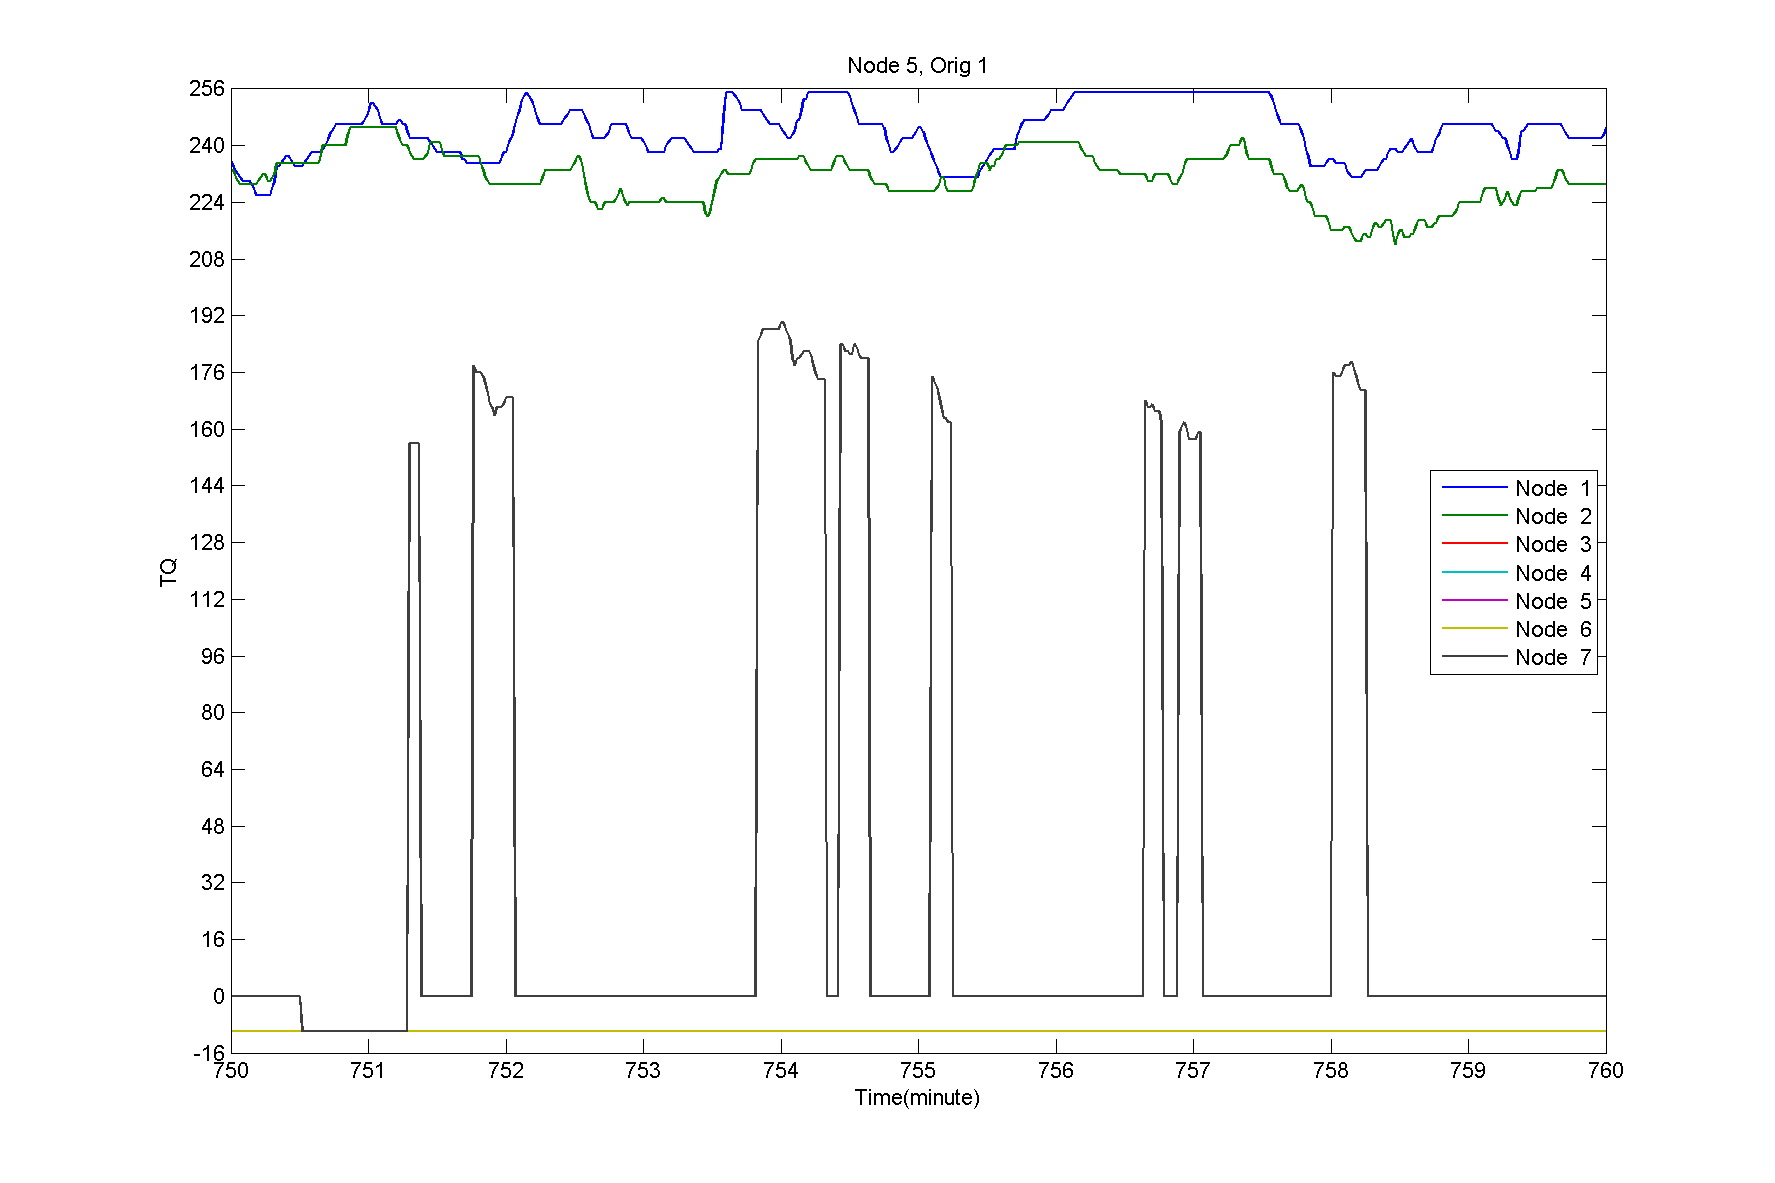 Node 5, Orig 1
256
240
224
208
192
176
160
144
128
112
96
80
64
48
32
16
0
-16
TQ
Node 1
Node 2
Node 3
Node 4
Node 5
Node 6
Node 7
750 751 752 753 754 755 756 757 758 759 760
Time(minute)